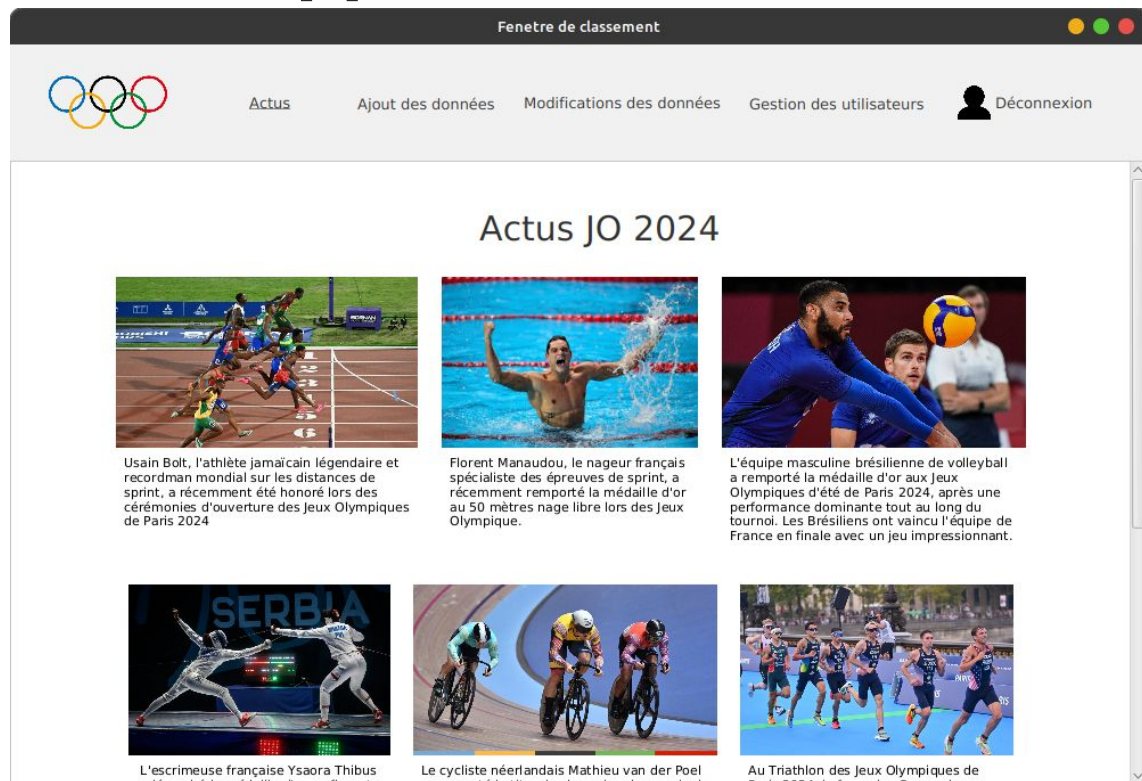 Fenetre de classement
Actus
Ajout des données
Modifications des données
Gestion des utilisateurs
Déconnexion
Actus JO 2024
Usain Bolt, l'athlète jamaïcain légendaire et
recordman mondial sur les distances de
sprint, a récemment été honoré lors des
cérémonies d'ouverture des Jeux Olympiques
de Paris 2024
Florent Manaudou, le nageur français
spécialiste des épreuves de sprint, a
récemment remporté la médaille d'or
au 50 mètres nage libre lors des Jeux
Olympique.
L'équipe masculine brésilienne de volleyball
a remporté la médaille d'or aux Jeux
Olympiques d'été de Paris 2024, après une
performance dominante tout au long du
tournoi. Les Brésiliens ont vaincu l'équipe de
France en finale avec un jeu impressionnant.
SERBIA
L'escrimeuse française Ysaora Thibus
Le cycliste néerlandais Mathieu van der Poel
Au Triathlon des Jeux Olympiques de